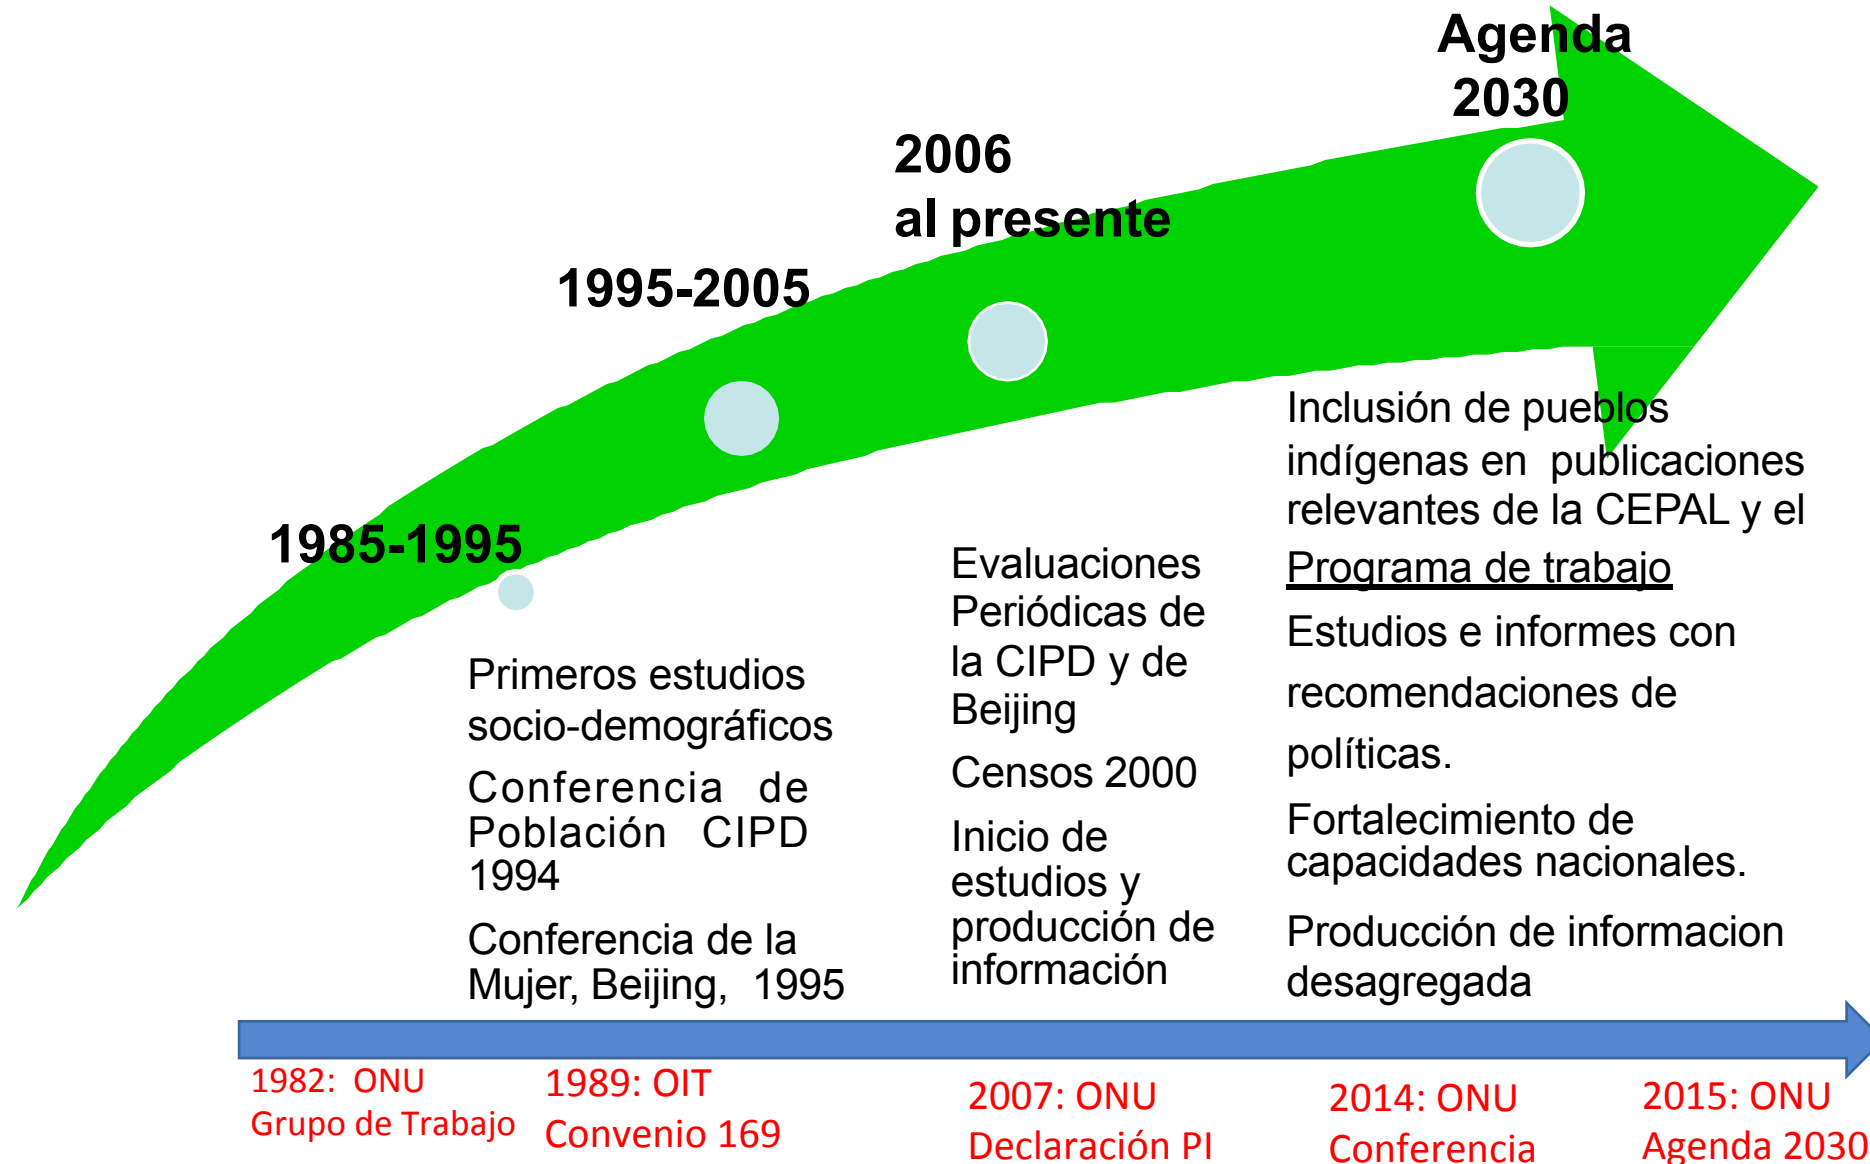 Agenda
2030
2006
al presente
1995-2005
1985-1995
Primeros estudios
socio-demográficos
Conferencia de
Población CIPD
1994
Conferencia de la
Mujer, Beijing, 1995
Evaluaciones
Periódicas de
la CIPD y de
Beijing
Censos 2000
Inicio de
estudios y
producción de
información
Inclusión de pueblos
indígenas en publicaciones
relevantes de la CEPAL y el
Programa de trabajo
Estudios e informes con
recomendaciones de
políticas.
Fortalecimiento de
capacidades nacionales.
Producción de informacion
desagregada
1982: ONU
Grupo de Trabajo
1989: OIT
Convenio 169
2007: ONU
Declaración PI
2014: ONU
Conferencia
2015: ONU
Agenda 2030